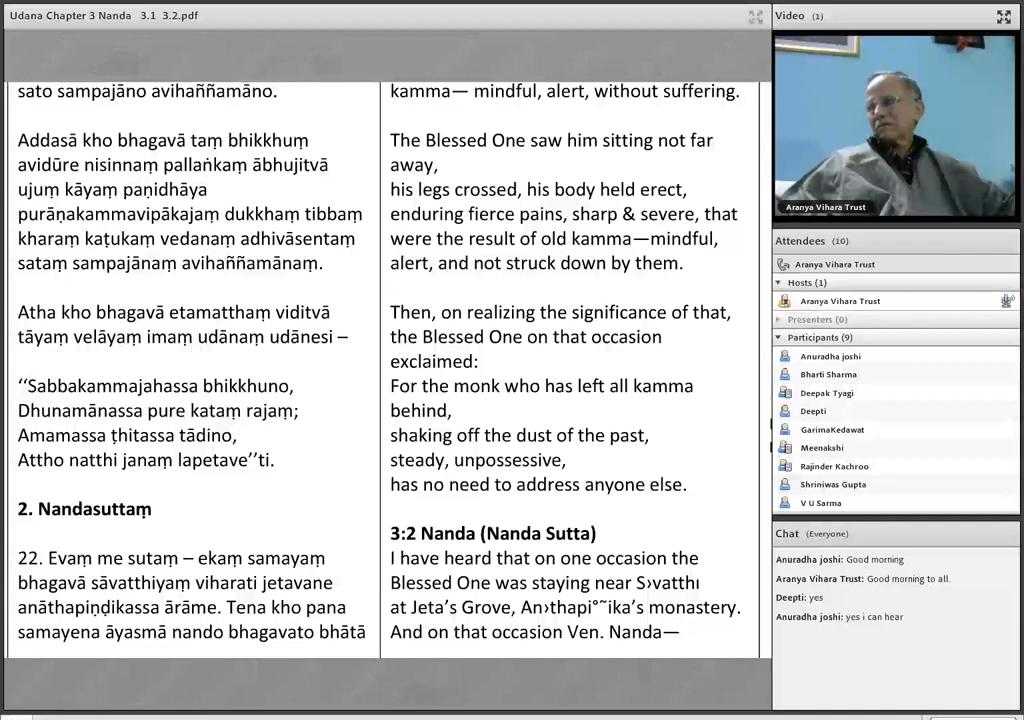 Udana Chapter 3 Nanda   3.1  3.2.pdf
sato sampajāno avihaññamāno.
Addasā kho bhagavā taṃ bhikkhuṃ
avidūre nisinnaṃ pallaṅkaṃ ābhujitvā
ujuṃ kāyaṃ paṇidhāya
purāṇakammavipākajaṃ dukkhaṃ tibbaṃ
kharaṃ kaṭukaṃ vedanaṃ adhivāsentaṃ
sataṃ sampajānaṃ avihaññamānaṃ.
Atha kho bhagavā etamatthaṃ viditvā
tāyaṃ velāyaṃ imaṃ udānaṃ udānesi –
‘‘Sabbakammajahassa bhikkhuno,
Dhunamānassa pure kataṃ rajaṃ;
Amamassa ṭhitassa tādino,
Attho natthi janaṃ lapetave’’ti.
2. Nandasuttaṃ
22. Evaṃ me sutaṃ – ekaṃ samayaṃ
bhagavā sāvatthiyaṃ viharati jetavane
anāthapiṇḍikassa ārāme. Tena kho pana
samayena āyasmā nando bhagavato bhātā
kamma— mindful, alert, without suffering.
The Blessed One saw him sitting not far
away,
his legs crossed, his body held erect,
enduring fierce pains, sharp & severe, that
were the result of old kamma—mindful,
alert, and not struck down by them.
Then, on realizing the significance of that,
the Blessed One on that occasion
exclaimed:
For the monk who has left all kamma
behind,
shaking off the dust of the past,
steady, unpossessive,
has no need to address anyone else.
3:2 Nanda (Nanda Sutta)
I have heard that on one occasion the
Blessed One was staying near S›vatthı
at Jeta’s Grove, An›thapi°˜ika’s monastery.
And on that occasion Ven. Nanda—
Video (1)
Aranya Vihara Trust
Attendees (10)
Aranya Vihara Trust
Hosts (1)
Aranya Vihara Trust
Presenters (0)
Participants (9)
Anuradha joshi
Bharti Sharma
Deepak Tyagi
Deepti
GarimaKedawat
Meenakshi
Rajinder Kachroo
Shriniwas Gupta
V U Sarma
Chat (Everyone)
Anuradha joshi: Good morning
Aranya Vihara Trust: Good morning to all.
Deepti: yes
Anuradha joshi: yes i can hear